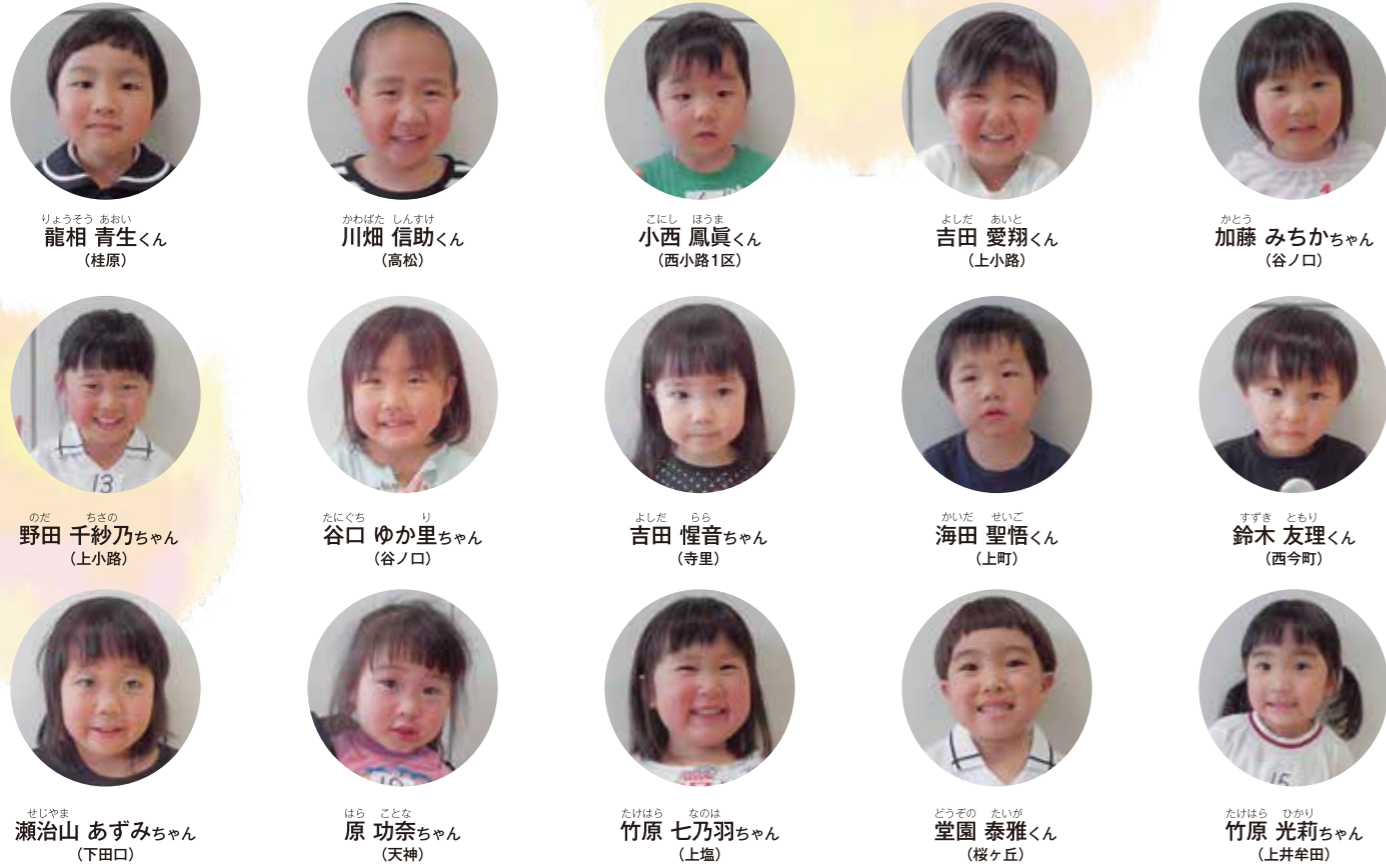 りょうそう あおい
龍相 青生くん
（桂原）
かわばた しんすけ
川畑 信助くん
（高松）
こにし ほうま
小西 鳳眞くん
（西小路1区）
よしだ あいと
吉田 愛翔くん
（上小路）
かとう
加藤 みちかちゃん
（谷ノ口）
13
のだ ちさの
野田 千紗乃ちゃん
（上小路）
たにぐち り
谷口 ゆか里ちゃん
（谷ノ口）
よしだ らら
吉田 惺音ちゃん
（寺里）
かいだ せいご
海田 聖悟くん
（上町）
すずき ともり
鈴木 友理くん
（西今町）
せじやま
瀬治山 あずみちゃん
（下田口）
はら ことな
原 功奈ちゃん
（天神）
たけはら なのは
竹原 七乃羽ちゃん
（上塩）
どうぞの たいが
堂園 泰雅くん
（桜ヶ丘）
15
たけはら ひかり
竹原 光莉ちゃん
（上井牟田）